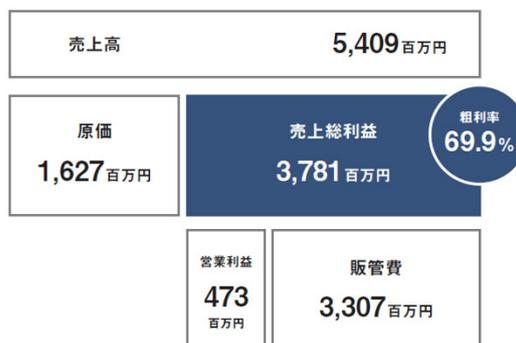 売上高 5,409百万円
原価
1,627百万円
売上総利益
3,781百万円
粗利率
69.9%
営業利益
473
百万円
販管費
3,307百万円